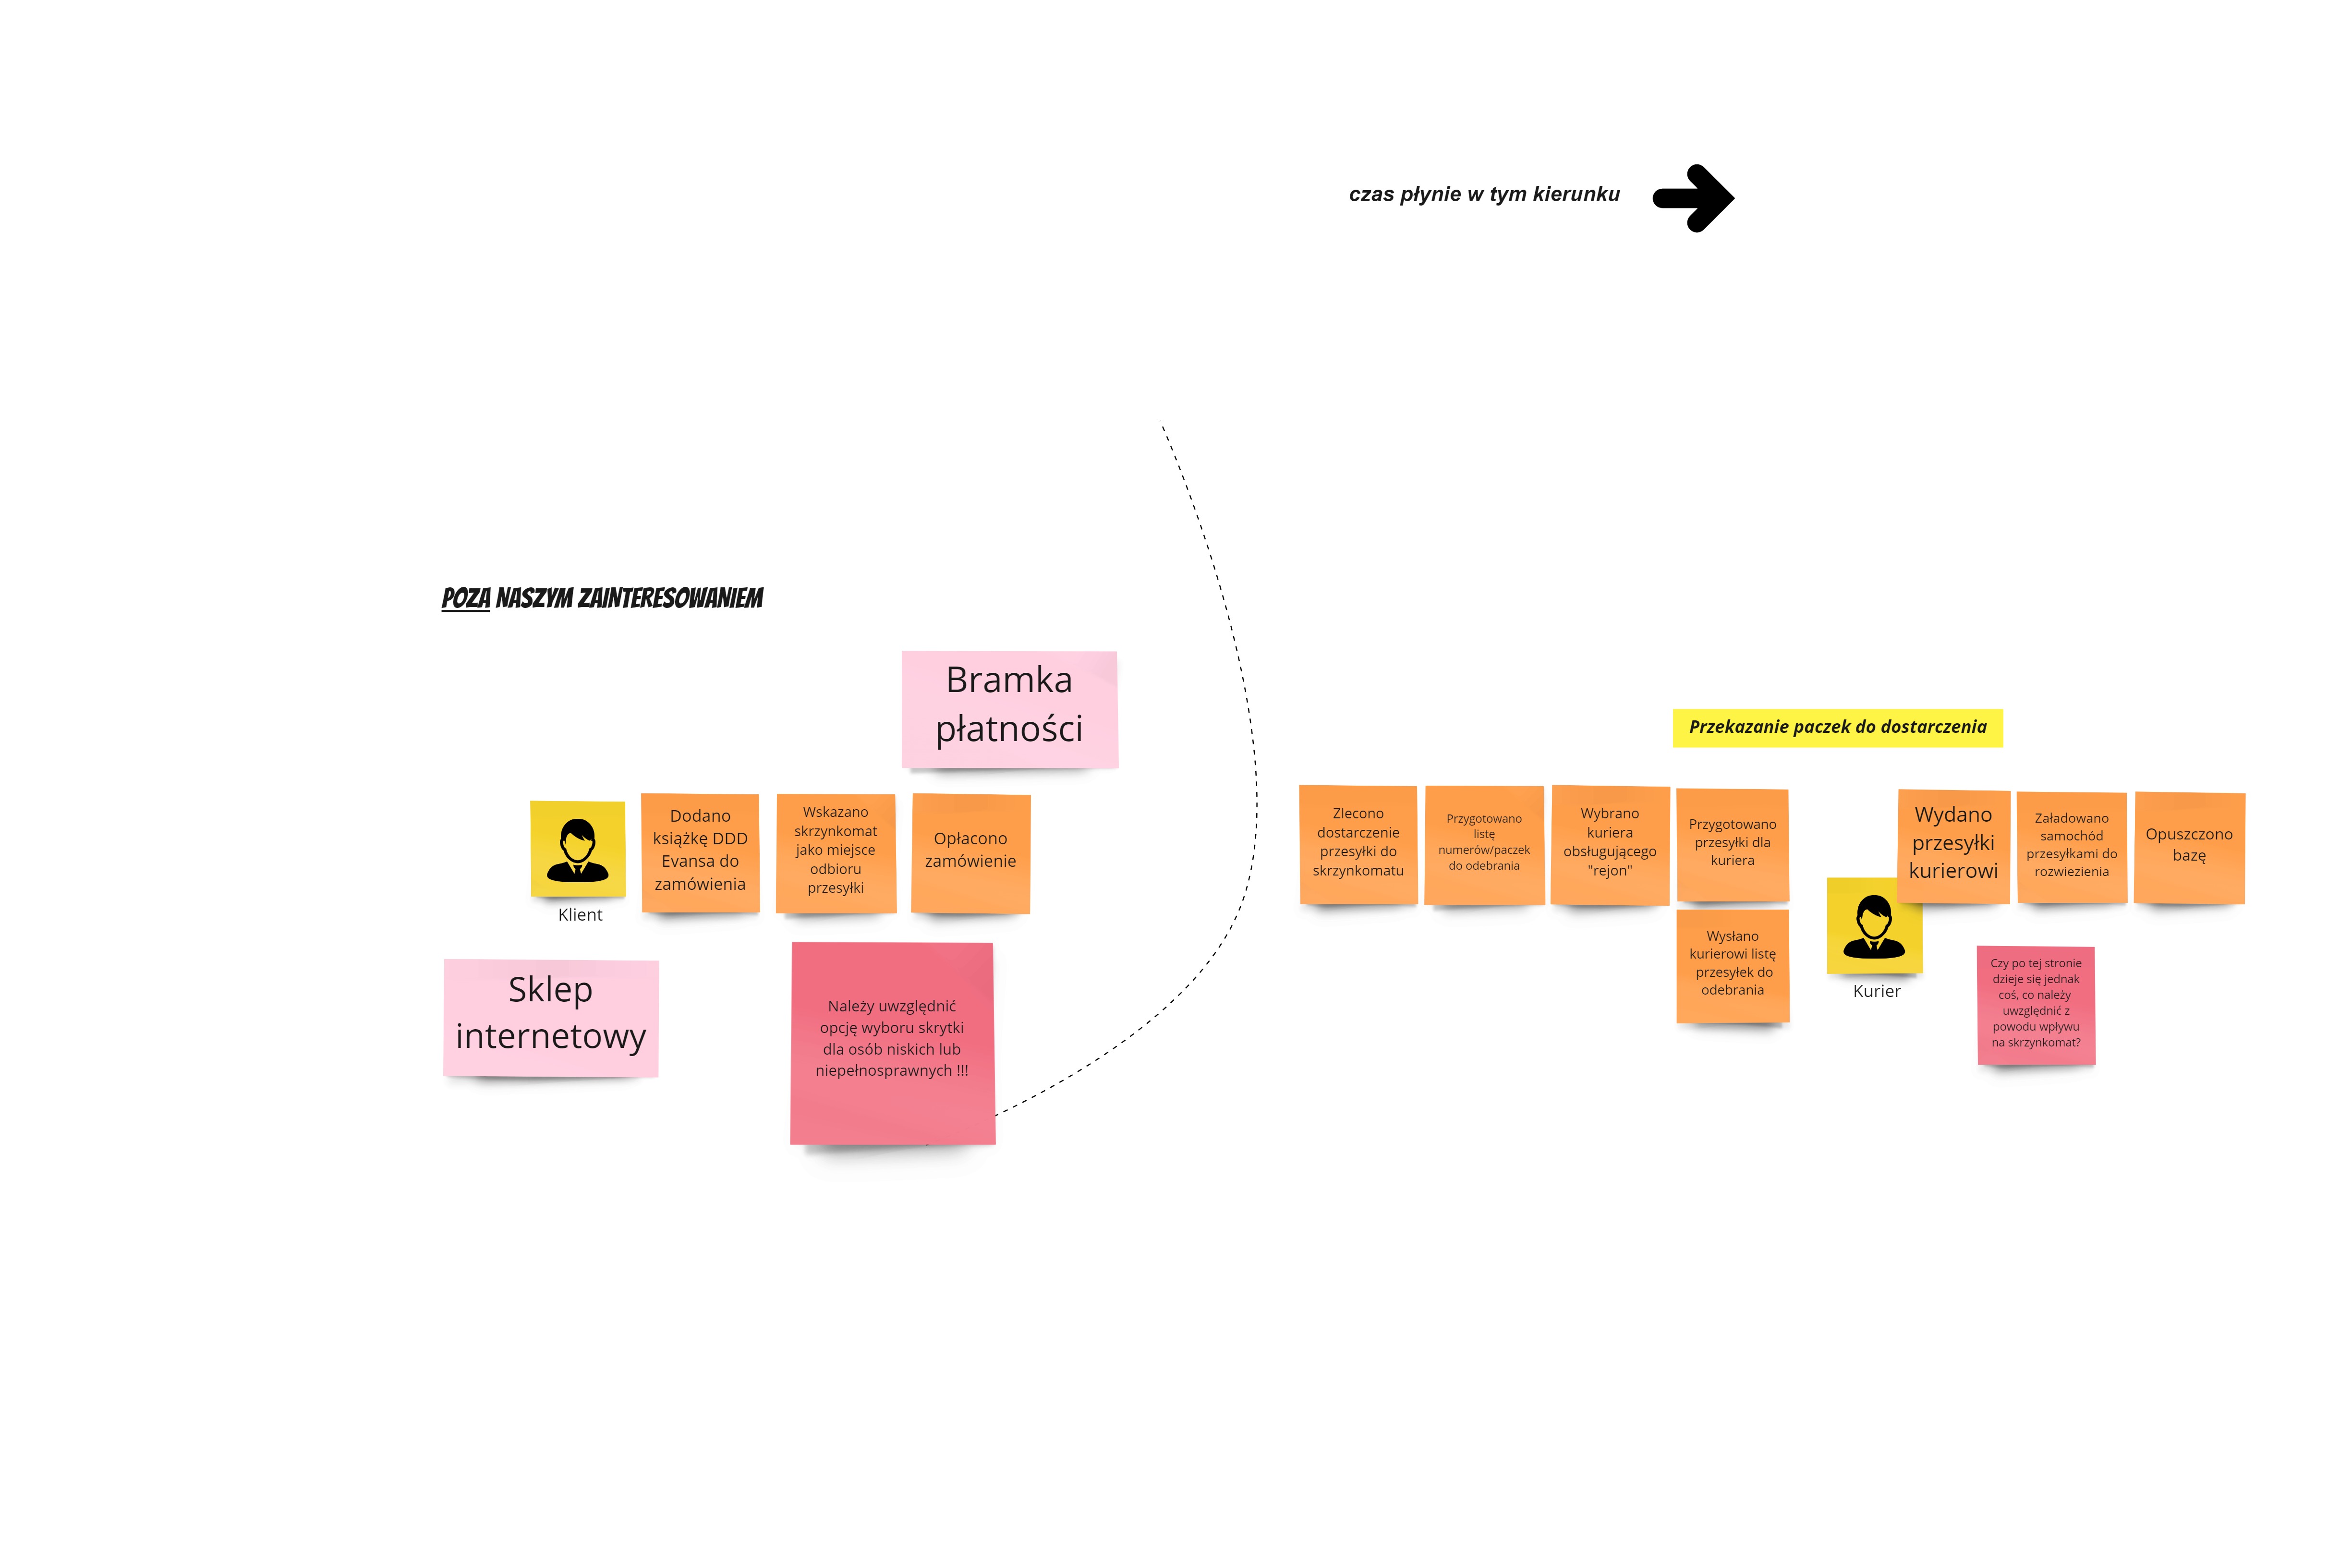 czas płynie w tym kierunku
POZA NASZYM ZAINTERESOWANIEM
Bramka
płatności
Klient
Dodano
książkę DDD
Evansa do
zamówienia
Wskazano
skrzynkomat
jako miejsce
odbioru
przesyłki
Opłacono
zamówienie
Sklep
internetowy
Należy uwzględnić
opcję wyboru skrytki
dla osób niskich lub
niepełnosprawnych !!!
Przekazanie paczek do dostarczenia
Zlecono
dostarczenie
przesyłki do
skrzynkomatu
Przygotowano
listę
numerów/paczek
do odebrania
Wybrano
kuriera
obsługującego
"rejon"
Przygotowano
przesyłki dla
kuriera
Wysłano
kurierowi listę
przesyłek do
odebrania
Kurier
Wydano
przesyłki
kurierowi
Załadowano
samochód
przesyłkami do
rozwiezienia
Opuszczono
bazę
Czy po tej stronie
dzieje się jednak
coś, co należy
uwzględnić z
powodu wpływu
na skrzynkomat?